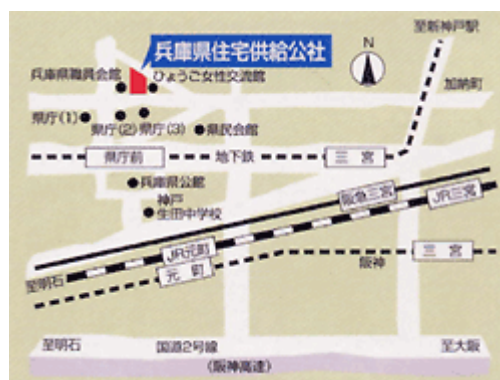 至新神戸駅
兵庫県住宅供給公社
N
兵庫県職員会館
ひょうご女性交流館
加納町
県庁(1)
県庁(2)
県庁(3)
県民会館
県庁前
地下鉄
三宮
兵庫県公館
神戸
生田中学校
阪急三宮
JR三宮
JR元町
至明石
元町
阪神
三宮
至明石
国道2号線
至大阪
(阪神高速)